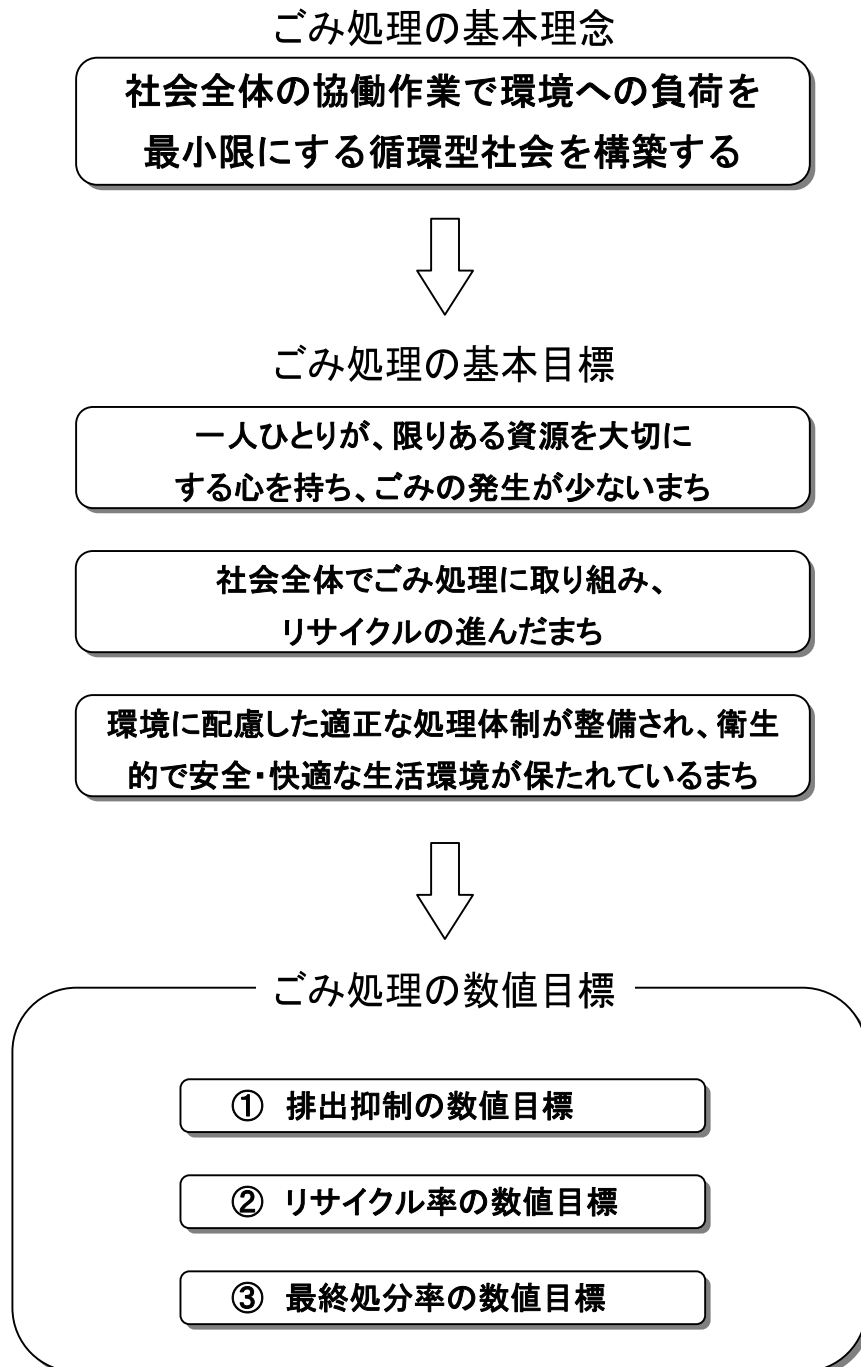 ごみ処理の基本理念
社会全体の協働作業で環境への負荷を
最小限にする循環型社会を構築する
ごみ処理の基本目標
一人ひとりが、限りある資源を大切に
する心を持ち、ごみの発生が少ないまち
社会全体でごみ処理に取り組み、
リサイクルの進んだまち
環境に配慮した適正な処理体制が整備され、衛生
的で安全・快適な生活環境が保たれているまち
ごみ処理の数値目標
① 排出抑制の数値目標
② リサイクル率の数値目標
③ 最終処分率の数値目標